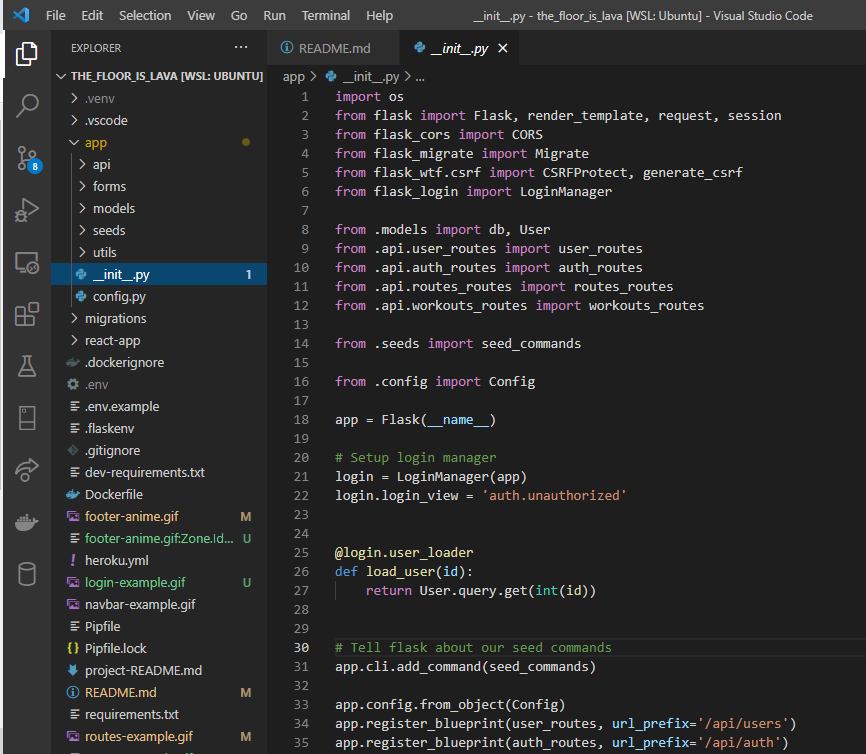 File Edit Selection View Go Run Terminal Help
__init__.py - the_floor_is_lava [WSL: Ubuntu] - Visual Studio Code
EXPLORER ...
THE_FLOOR_IS_LAVA [WSL: UBUNTU]
.venv
.vscode
app
api
forms
models
seeds
utils
__init__.py 1
config.py
migrations
react-app
.dockerignore
.env
.env.example
.flaskenv
.gitignore
dev-requirements.txt
Dockerfile
footer-anime.gif M
footer-anime.gif:Zone.Id... U
heroku.yml
login-example.gif U
navbar-example.gif
Pipfile
Pipfile.lock
project-README.md
README.md M
requirements.txt
routes-example.gif M
8
README.md
__init__.py
app > __init__.py > ...
1 import os
2 from flask import Flask, render_template, request, session
3 from flask_cors import CORS
4 from flask_migrate import Migrate
5 from flask_wtf.csrf import CSRFProtect, generate_csrf
6 from flask_login import LoginManager
7
8 from .models import db, User
9 from .api.user_routes import user_routes
10 from .api.auth_routes import auth_routes
11 from .api.routes_routes import routes_routes
12 from .api.workouts_routes import workouts_routes
13
14 from .seeds import seed_commands
15
16 from .config import Config
17
18 app = Flask(__name__)
19
20 # Setup login manager
21 login = LoginManager(app)
22 login.login_view = 'auth.unauthorized'
23
24
25 @login.user_loader
26 def load_user(id):
27     return User.query.get(int(id))
28
29
30 # Tell flask about our seed commands
31 app.cli.add_command(seed_commands)
32
33 app.config.from_object(Config)
34 app.register_blueprint(user_routes, url_prefix='/api/users')
35 app.register_blueprint(auth_routes, url_prefix='/api/auth')